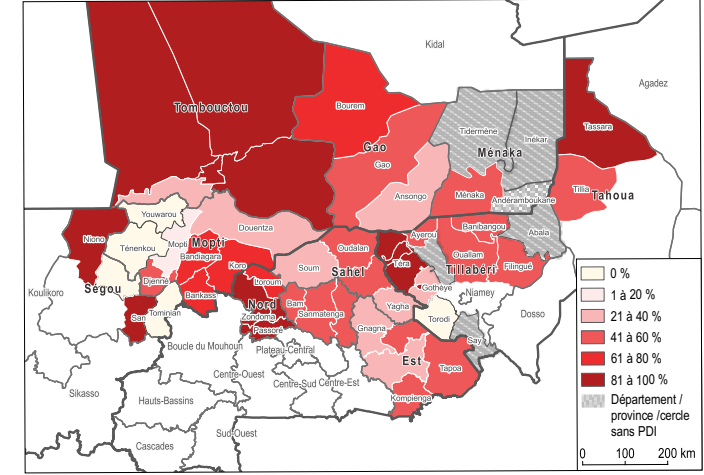 Kidal
Agadez
Tombouctou
Bourem
Gao
Gao
Tassara
Tidermène
Inékar
Ménaka
Ansongo
Ménaka
Andéramboukane
Tillia
Tahoua
Youwarou
Niono
Ténenkou
Mopti
Mopti
Douentza
Bandiagara
Banibangou
Abala
Ayerou
Oudalan
Ouallam
Filingué
Tillabéri
Koro
Soum
Sahel
Téra
Djenné
Ségou
Koulikoro
Bankass
Loroum
Gothèye
Niamey
San
Tominian
Nord
Zondoma
Passoré
Bam
Sanmatenga
Yagha
Torodi
Dosso
Gnagna
Say
Boucle du Mouhoun
Plateau-Central
Est
Tapoa
Centre-Ouest
Centre-Sud
Centre-Est
Kompienga
Sikasso
Hauts-Bassins
Sud-Ouest
Cascades
0 %
1 à 20 %
21 à 40 %
41 à 60 %
61 à 80 %
81 à 100 %
Département /
province /cercle
sans PDI
0 100 200 km